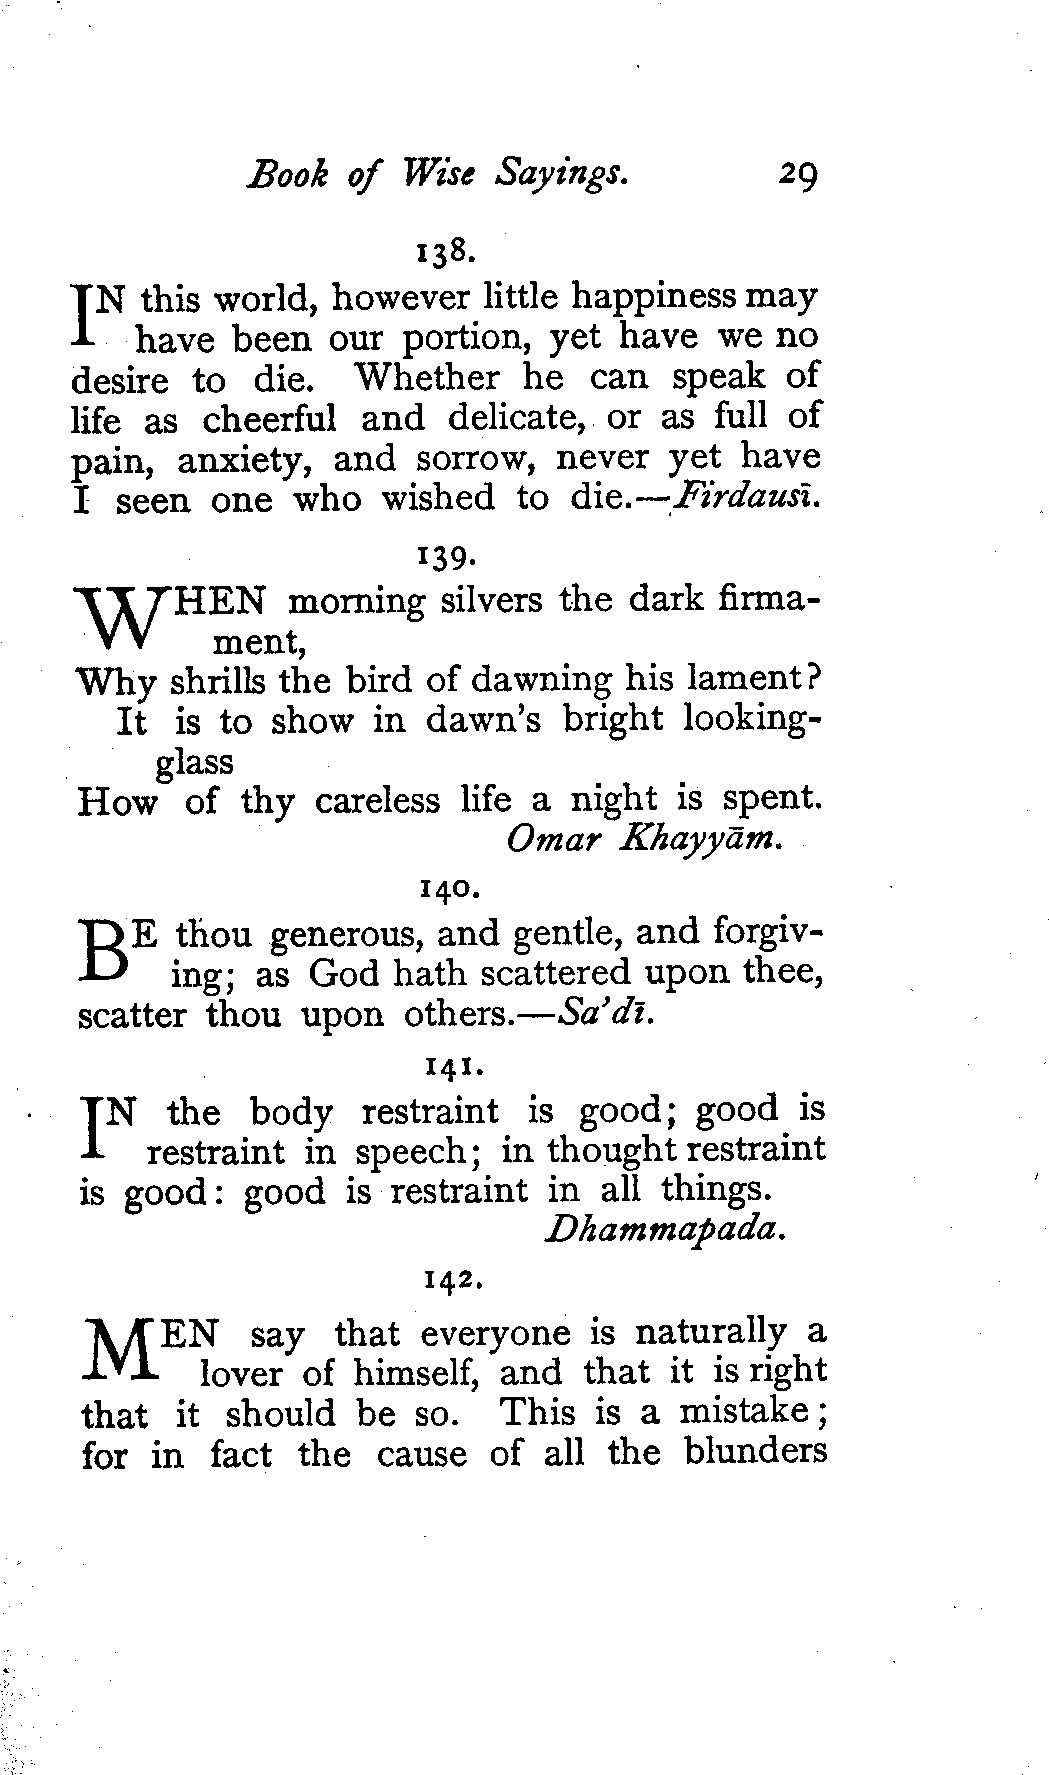 Book of Wise Sayings. 29
138.
IN this world, however little happiness may
have been our portion, yet have we no
desire to die. Whether he can speak of
life as cheerful and delicate, or as full of
pain, anxiety, and sorrow, never yet have
I seen one who wished to die.—Firdausī.
139.
WHEN morning silvers the dark firma-
ment,
Why shrills the bird of dawning his lament?
It is to show in dawn's bright looking-
glass
How of thy careless life a night is spent.
Omar Khayyām.
140.
BE thou generous, and gentle, and forgiv-
ing; as God hath scattered upon thee,
scatter thou upon others.—Sa'dī.
141.
IN the body restraint is good; good is
restraint in speech; in thought restraint
is good: good is restraint in all things.
Dhammapada.
142.
MEN say that everyone is naturally a
lover of himself, and that it is right
that it should be so. This is a mistake;
for in fact the cause of all the blunders